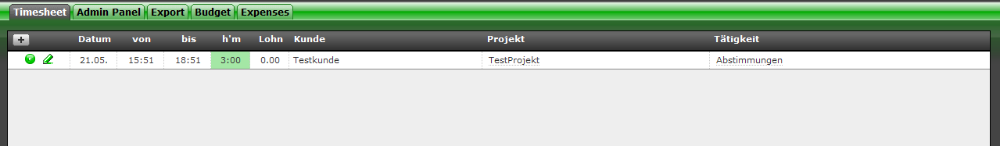 Timesheet Admin Panel Export Budget Expenses
+ Datum von bis h'm Lohn Kunde Projekt Tätigkeit
21.05. 15:51 18:51 3:00 0.00 Testkunde TestProjekt Abstimmungen